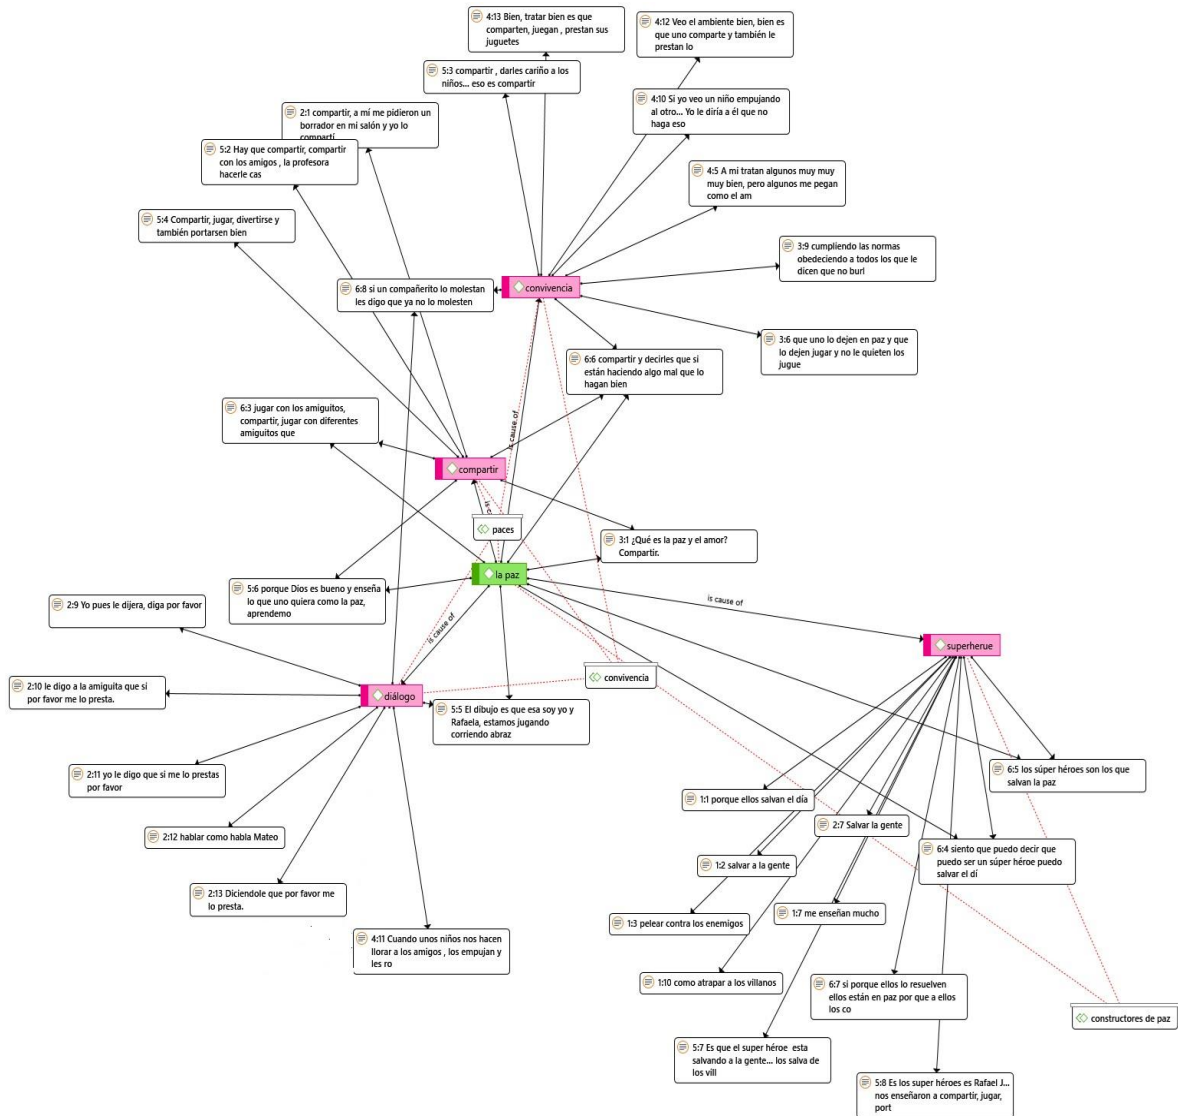 4:13 Bien, tratar bien es que
comparten, juegan , prestan sus
juguetes
4:12 Veo el ambiente bien, bien es
que uno comparte y también le
prestan lo
5:3 compartir , darles cariño a los
niños... eso es compartir
4:10 Si yo veo un niño empujando
al otro... Yo le diría a él que no
haga eso
2:1 compartir, a mí me pidieron un
borrador en mi salón y yo lo
compartí
5:2 Hay que compartir, compartir
con los amigos , la profesora
hacerle cas
4:5 A mi tratan algunos muy muy
muy bien, pero algunos me pegan
como el am
5:4 Compartir, jugar, divertirse y
también portarsen bien
3:9 cumpliendo las normas
obedeciendo a todos los que le
dicen que no burl
6:8 si un compañerito lo molestan
les digo que ya no lo molesten
convivencia
3:6 que uno lo dejen en paz y que
lo dejen jugar y no le quieten los
jugue
6:6 compartir y decirles que si
están haciendo algo mal que lo
hagan bien
6:3 jugar con los amiguitos,
compartir, jugar con diferentes
amiguitos que
is cause of
compartir
is c
paces
3:1 ¿Qué es la paz y el amor?
Compartir.
la paz
5:6 porque Dios es bueno y enseña
lo que uno quiera como la paz,
aprendemo
2:9 Yo pues le dijera, diga por favor
is cause of
is cause of
superherue
convivencia
2:10 le digo a la amiguita que si
por favor me lo presta.
diálogo
5:5 El dibujo es que esa soy yo y
Rafaela, estamos jugando
corriendo abraz
2:11 yo le digo que si me lo prestas
por favor
6:5 los súper héroes son los que
salvan la paz
1:1 porque ellos salvan el día
2:12 hablar como habla Mateo
2:7 Salvar la gente
6:4 siento que puedo decir que
puedo ser un súper héroe puedo
salvar el dí
1:2 salvar a la gente
2:13 Diciendole que por favor me
lo presta.
1:7 me enseñan mucho
1:3 pelear contra los enemigos
4:11 Cuando unos niños nos hacen
llorar a los amigos , los empujan y
les ro
1:10 como atrapar a los villanos
6:7 si porque ellos lo resuelven
ellos están en paz por que a ellos
los co
constructores de paz
5:7 Es que el super héroe  esta
salvando a la gente... los salva de
los vill
5:8 Es los super héroes es Rafael J...
nos enseñaron a compartir, jugar,
port